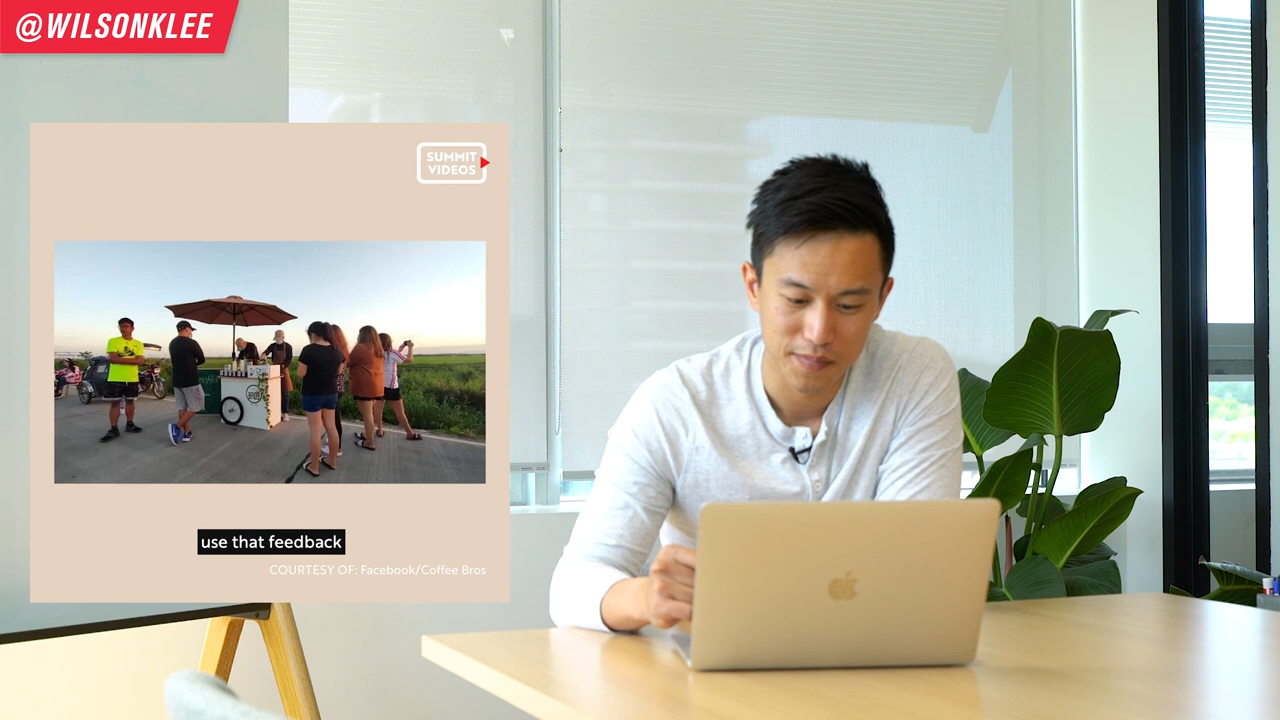 @WILSONKLEE
SUMMIT
VIDEOS
use that feedback
COURTESY OF: Facebook/Coffee Bros